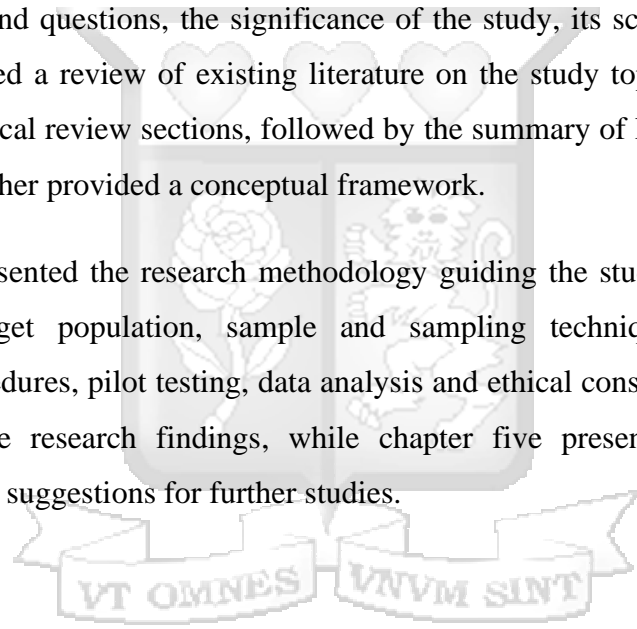 nd questions, the significance of the study, its sc
ed a review of existing literature on the study top
ical review sections, followed by the summary of
her provided a conceptual framework.
sented the research methodology guiding the stu
get population, sample and sampling techniq
edures, pilot testing, data analysis and ethical cons
e research findings, while chapter five presen
suggestions for further studies.
VT OMNES VNVM SINT